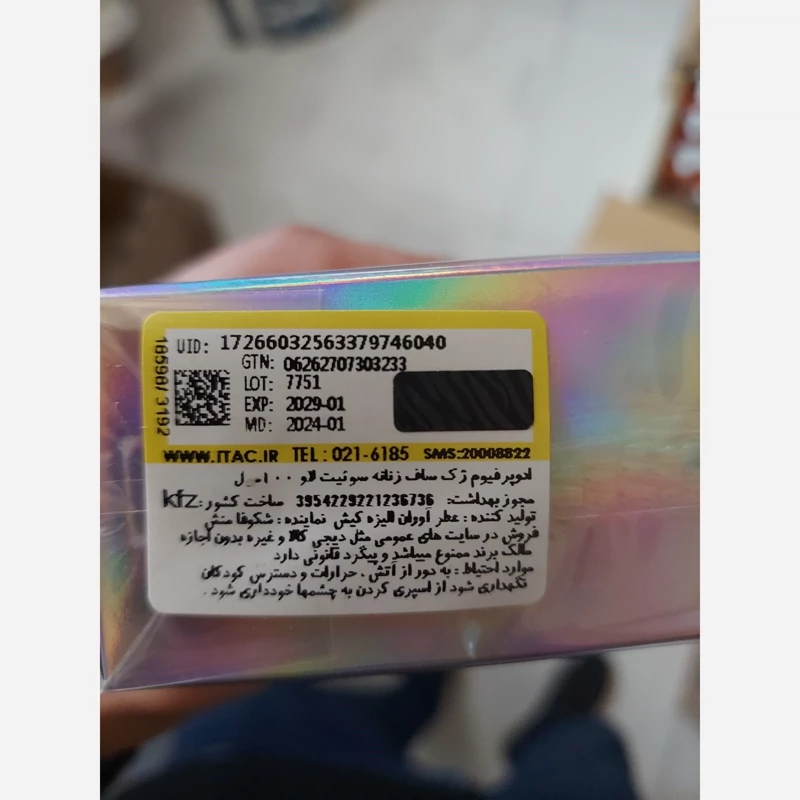 UID: 17266032563379746040
GTN: 06262707303233
LOT: 7751
EXP: 2029-01
MD: 2024-01
18598/ 3192
WWW.ITAC.IR TEL : 021-6185 SMS:20008822
ادوپرفیوم ژک ساف زنانه سوئیت لاو ۱۰۰میل
مجوز بهداشت: 3954229221236736 ساخت کشور: kfz
تولید کننده : عطر آوران الیزه کیش نماینده : شکوفا منش
فروش در سایت های عمومی مثل دیجی کالا و غیره بدون اجازه
مالک برند ممنوع میباشد و پیگرد قانونی دارد
موارد احتیاط : به دور از آتش ، حرارات و دسترس کودکان
نگهداری شود از اسپری کردن به چشمها خودداری شود .